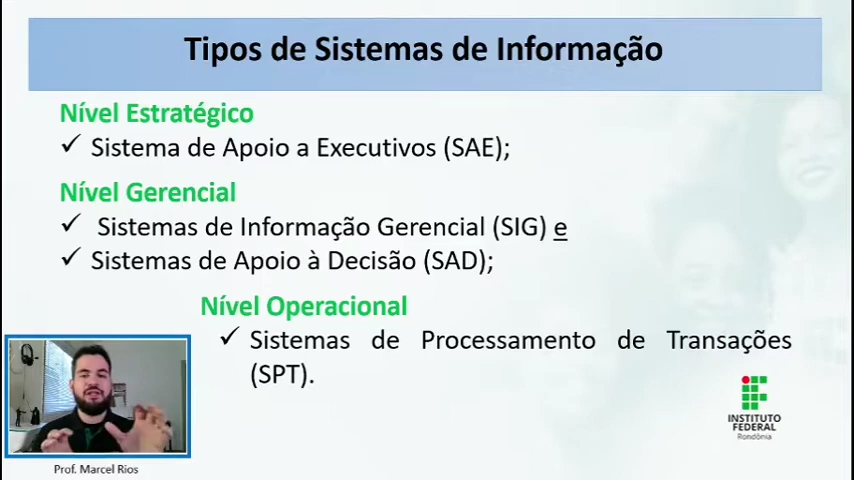 Tipos de Sistemas de Informação
Nível Estratégico
✓ Sistema de Apoio a Executivos (SAE);
Nível Gerencial
✓ Sistemas de Informação Gerencial (SIG) e
✓ Sistemas de Apoio à Decisão (SAD);
Nível Operacional
✓ Sistemas de Processamento de Transações
(SPT).
INSTITUTO
FEDERAL
Rondônia
Prof. Marcel Rios